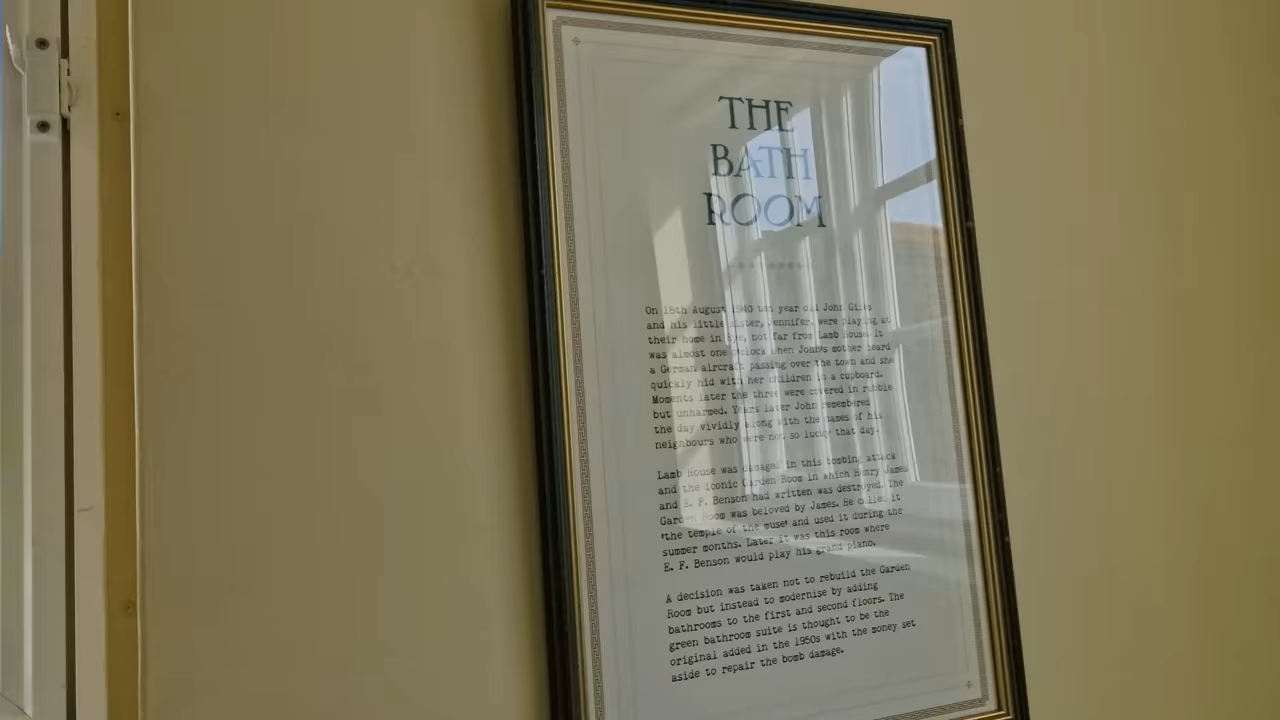 THE
BATH
ROOM
On 18th August 1940 ten year old John Giles
and his little sister, Jennifer, were playing at
their home in Rye, not far from Lamb House. It
was almost one o'clock when John's mother heard
a German aircraft passing over the town and she
quickly hid with her children in a cupboard.
Moments later the three were covered in rubble
but unharmed. Years later John remembered
the day vividly along with the names of his
neighbours who were not so lucky that day.
Lamb House was damaged in this bombing attack
and the iconic Garden Room in which Henry James
and E. F. Benson had written was destroyed. The
Garden Room was beloved by James. He called it
'the temple of the muse' and used it during the
summer months. Later it was this room where
E. F. Benson would play his grand piano.
A decision was taken not to rebuild the Garden
Room but instead to modernise by adding
bathrooms to the first and second floors. The
green bathroom suite is thought to be the
original added in the 1950s with the money set
aside to repair the bomb damage.